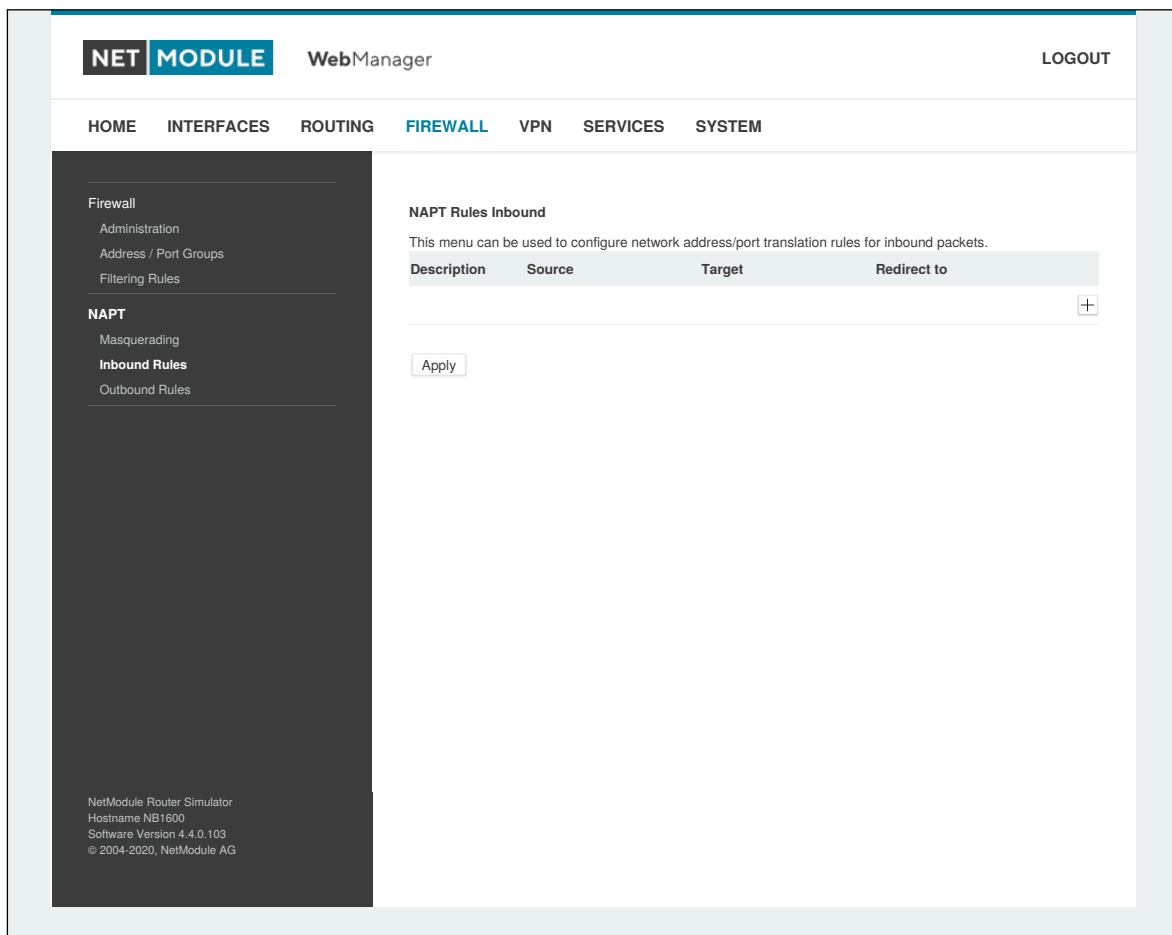 NET MODULE WebManager LOGOUT
HOME INTERFACES ROUTING FIREWALL VPN SERVICES SYSTEM
Firewall
Administration
Address / Port Groups
Filtering Rules
NAPT
Masquerading
Inbound Rules
Outbound Rules
NAPT Rules Inbound
This menu can be used to configure network address/port translation rules for inbound packets.
Description Source Target Redirect to
Apply
NetModule Router Simulator
Hostname NB1600
Software Version 4.4.0.103
© 2004-2020, NetModule AG